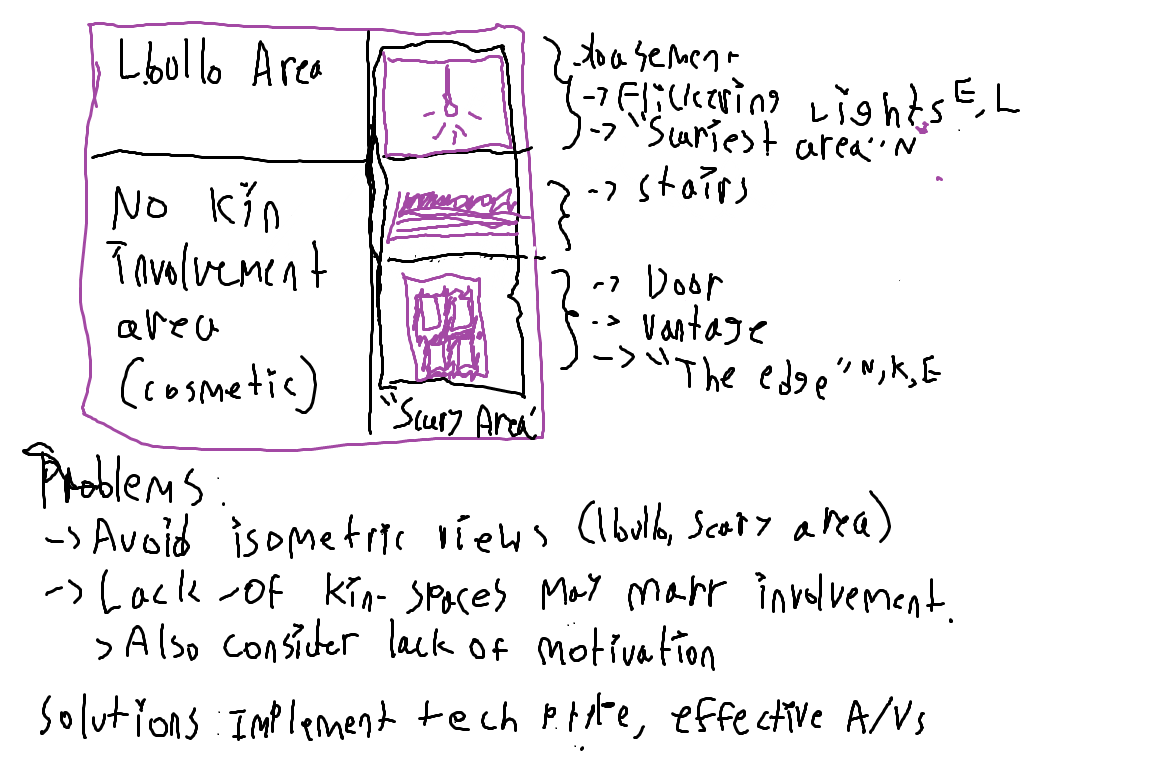 Lbullo Area
No Kin
involvement
area
(cosmetic)
"Scary Area"
basement
-> Flickering Lights E, L
-> "Scariest area" N
-> stairs
-> Door
-> vantage
-> "The edge" N, K, E
Problems:
-> Avoid isometric views (lbullo, scary area)
-> Lack-of kin-spaces may marr involvement.
> Also consider lack of motivation
Solutions: Implement tech, effective A/Vs